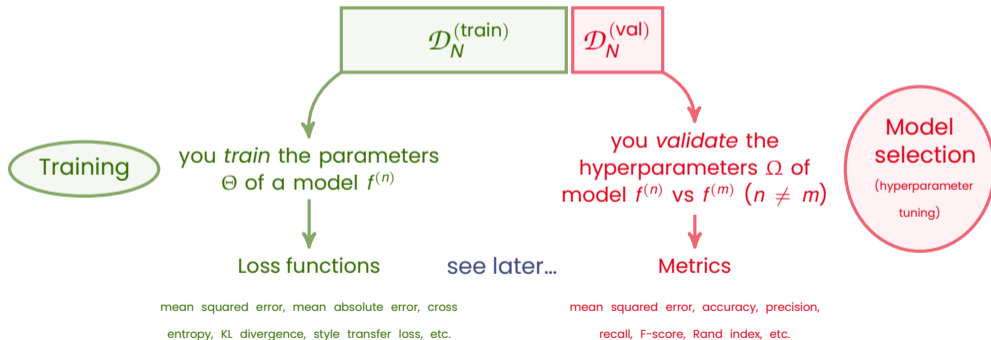 𝒟_N^(train) 𝒟_N^(val)
Training
you train the parameters
Θ of a model f^(n)
you validate the
hyperparameters Ω of
model f^(n) vs f^(m) (n ≠ m)
Model
selection
(hyperparameter
tuning)
Loss functions
see later...
Metrics
mean squared error, mean absolute error, cross
entropy, KL divergence, style transfer loss, etc.
mean squared error, accuracy, precision,
recall, F-score, Rand index, etc.